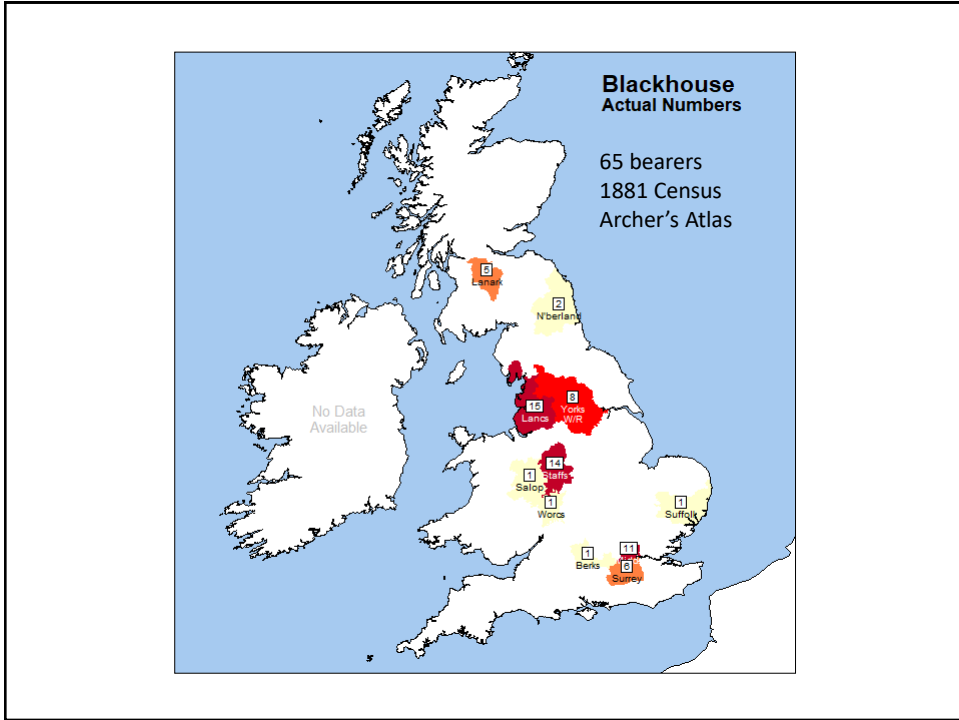 Blackhouse
Actual Numbers
65 bearers
1881 Census
Archer's Atlas
5
Lanark
2
N'berland
8
Yorks
W/R
15
Lancs
No Data
Available
14
Staffs
1
Salop
1
Worcs
1
Suffolk
11
1
Berks
6
Surrey